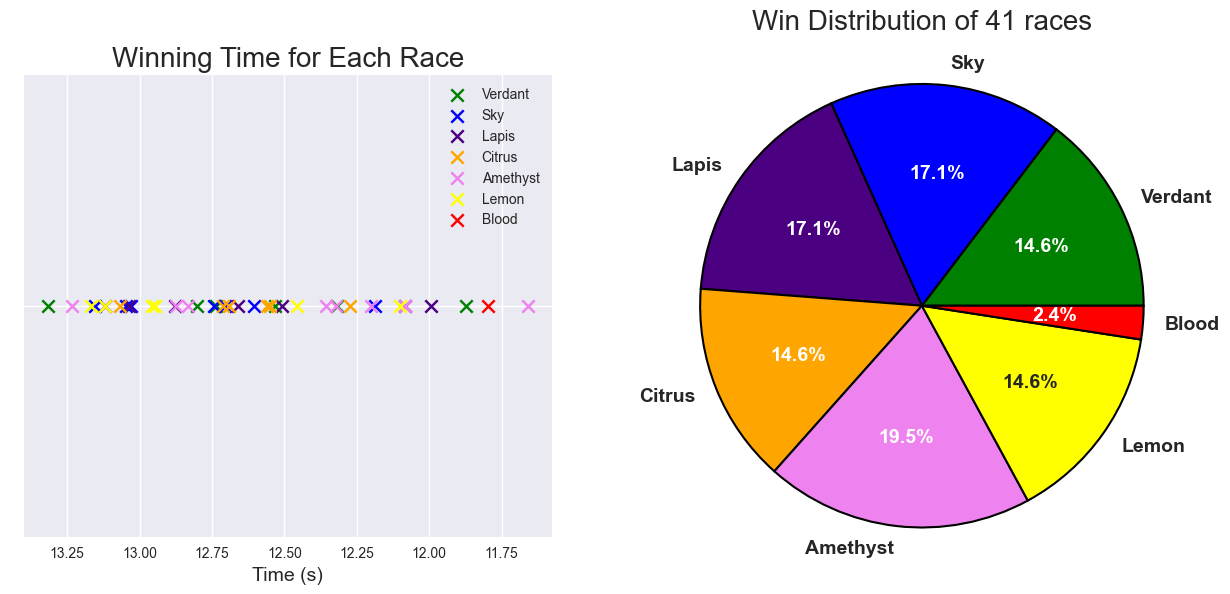 Winning Time for Each Race
Verdant
Sky
Lapis
Citrus
Amethyst
Lemon
Blood
13.25 13.00 12.75 12.50 12.25 12.00 11.75
Time (s)
Win Distribution of 41 races
Sky
Lapis
Verdant
17.1%
17.1%
14.6%
Blood
2.4%
14.6%
14.6%
Citrus
19.5%
Lemon
Amethyst